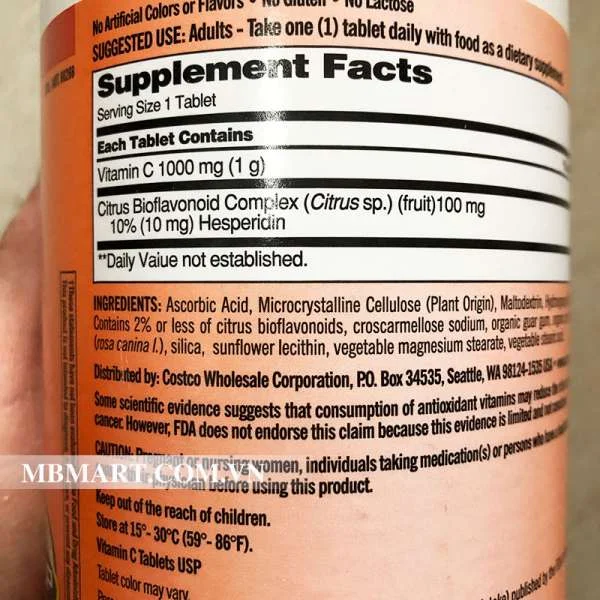 No Artificial Colors or Flavors • No Gluten • No Lactose
SUGGESTED USE: Adults - Take one (1) tablet daily with food as a dietary supplement.
Supplement Facts
Serving Size 1 Tablet
Each Tablet Contains
Vitamin C 1000 mg (1 g)
Citrus Bioflavonoid Complex (Citrus sp.) (fruit)100 mg
10% (10 mg) Hesperidin
**Daily Value not established.
INGREDIENTS: Ascorbic Acid, Microcrystalline Cellulose (Plant Origin), Maltodextrin,
Contains 2% or less of citrus bioflavonoids, croscarmellose sodium, organic guar gum,
(rosa canina l.), silica, sunflower lecithin, vegetable magnesium stearate, vegetable
Distributed by: Costco Wholesale Corporation, P.O. Box 34535, Seattle, WA 98124-1535 USA
Some scientific evidence suggests that consumption of antioxidant vitamins may reduce the
cancer. However, FDA does not endorse this claim because this evidence is limited and not
CAUTION: Pregnant or nursing women, individuals taking medication(s) or persons who have
MBMART.COM.VN
physician before using this product.
Keep out of the reach of children.
Store at 15°- 30°C (59°- 86°F).
Vitamin C Tablets USP
Tablet color may vary.
published by the